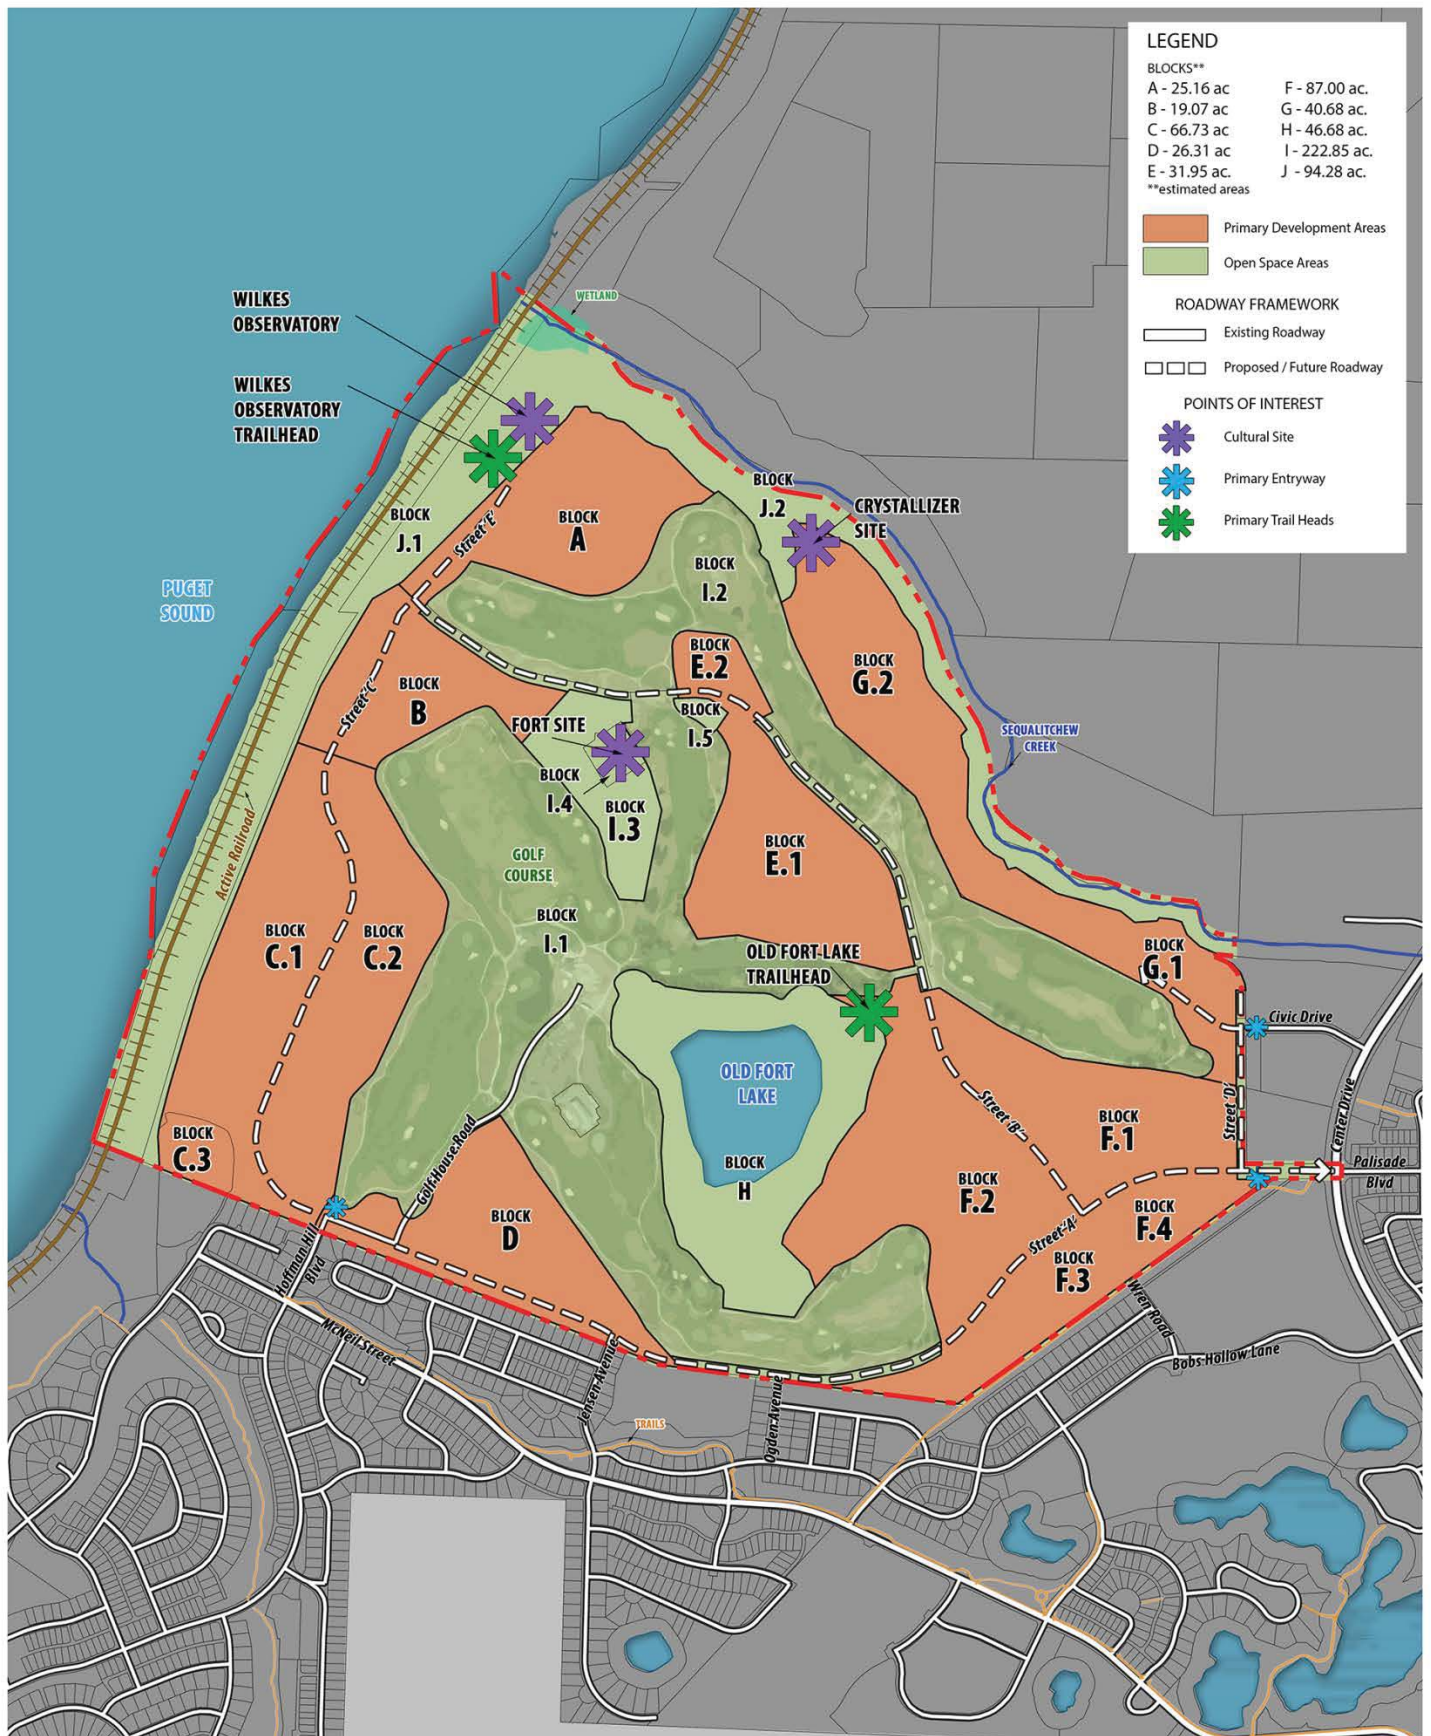 LEGEND
BLOCKS**
A - 25.16 ac
F - 87.00 ac.
B - 19.07 ac
G - 40.68 ac.
C - 66.73 ac
H - 46.68 ac.
D - 26.31 ac
I - 222.85 ac.
E - 31.95 ac.
J - 94.28 ac.
**estimated areas
Primary Development Areas
Open Space Areas
ROADWAY FRAMEWORK
Existing Roadway
Proposed / Future Roadway
POINTS OF INTEREST
Cultural Site
Primary Entryway
Primary Trail Heads
WETLAND
WILKES
OBSERVATORY
WILKES
OBSERVATORY
TRAILHEAD
BLOCK
J.2
CRYSTALLIZER
SITE
BLOCK
J.1
Street 'E'
BLOCK
A
BLOCK
I.2
PUGET
SOUND
BLOCK
E.2
BLOCK
G.2
Street 'C'
BLOCK
B
FORT SITE
BLOCK
I.5
SEQUALITCHEW
CREEK
BLOCK
I.4
BLOCK
I.3
Active Railroad
GOLF
COURSE
BLOCK
E.1
BLOCK
I.1
BLOCK
C.1
BLOCK
C.2
OLD FORT LAKE
TRAILHEAD
BLOCK
G.1
Civic Drive
OLD FORT
LAKE
Street 'B'
Street 'D'
Center Drive
BLOCK
F.1
BLOCK
C.3
Golf House Road
BLOCK
H
BLOCK
F.2
Palisade
Blvd
BLOCK
F.4
BLOCK
D
Street 'A'
BLOCK
F.3
Hoffman Hill
Blvd
Wren Road
McNeil Street
Jensen Avenue
Ogden Avenue
Bobs Hollow Lane
TRAILS